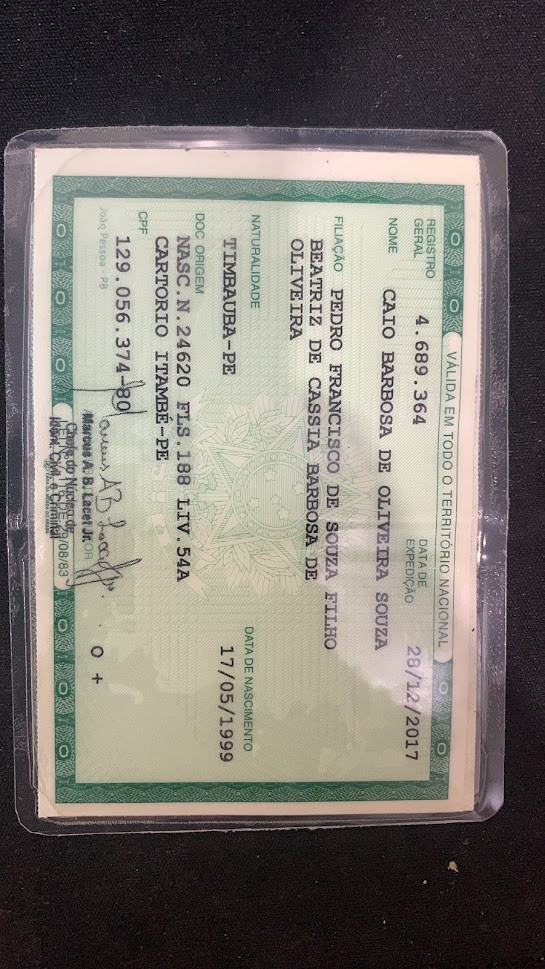 VÁLIDA EM TODO O TERRITÓRIO NACIONAL
REGISTRO GERAL 4.689.364 DATA DE EXPEDIÇÃO 28/12/2017
NOME CAIO BARBOSA DE OLIVEIRA SOUZA
FILIAÇÃO PEDRO FRANCISCO DE SOUZA FILHO
BEATRIZ DE CASSIA BARBOSA DE
OLIVEIRA
NATURALIDADE DATA DE NASCIMENTO
TIMBAUBA-PE 17/05/1999
DOC ORIGEM
NASC.N.24620 FLS.188 LIV.54A
CARTORIO ITAMBÉ-PE
CPF
129.056.374-80 O +
João Pessoa - PB
Marcus A. B. Lacet Jr.
Chefe do Núcleo de
Ident. Civil e Criminal